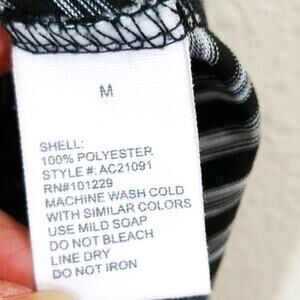 M
SHELL:
100% POLYESTER
STYLE #: AC21091
RN#101229
MACHINE WASH COLD
WITH SIMILAR COLORS
USE MILD SOAP
DO NOT BLEACH
LINE DRY
DO NOT IRON